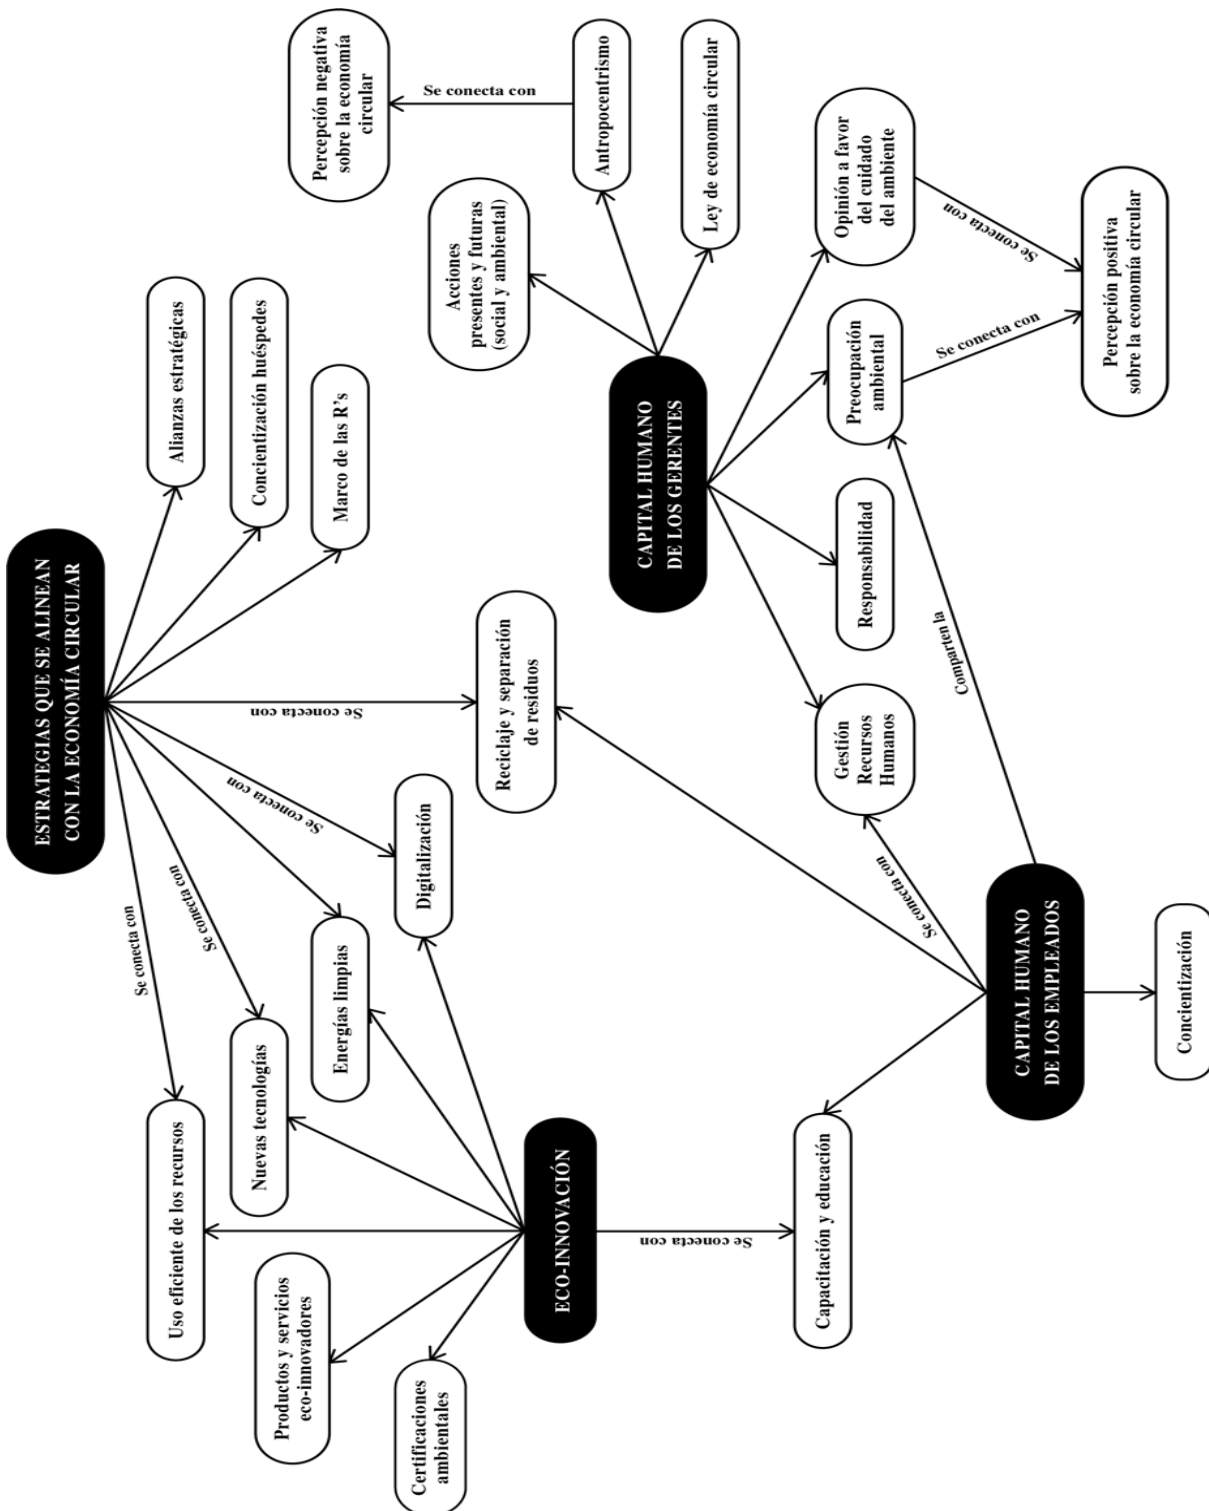 ESTRATEGIAS QUE SE ALINEAN
CON LA ECONOMÍA CIRCULAR
Se conecta con
Se conecta con
Se conecta con
Se conecta con
Uso eficiente de los recursos
Nuevas tecnologías
Energías limpias
Digitalización
Reciclaje y separación
de residuos
Marco de las R's
Concientización huéspedes
Alianzas estratégicas
Productos y servicios
eco-innovadores
Certificaciones
ambientales
ECO-INNOVACIÓN
Se conecta con
Capacitación y educación
CAPITAL HUMANO
DE LOS GERENTES
Acciones
presentes y futuras
(social y ambiental)
Antropocentrismo
Se conecta con
Percepción negativa
sobre la economía
circular
Ley de economía circular
Gestión
Recursos
Humanos
Responsabilidad
Preocupación
ambiental
Opinión a favor
del cuidado
del ambiente
Se conecta con
Se conecta con
Percepción positiva
sobre la economía circular
CAPITAL HUMANO
DE LOS EMPLEADOS
Se conecta con
Comparten la
Concientización